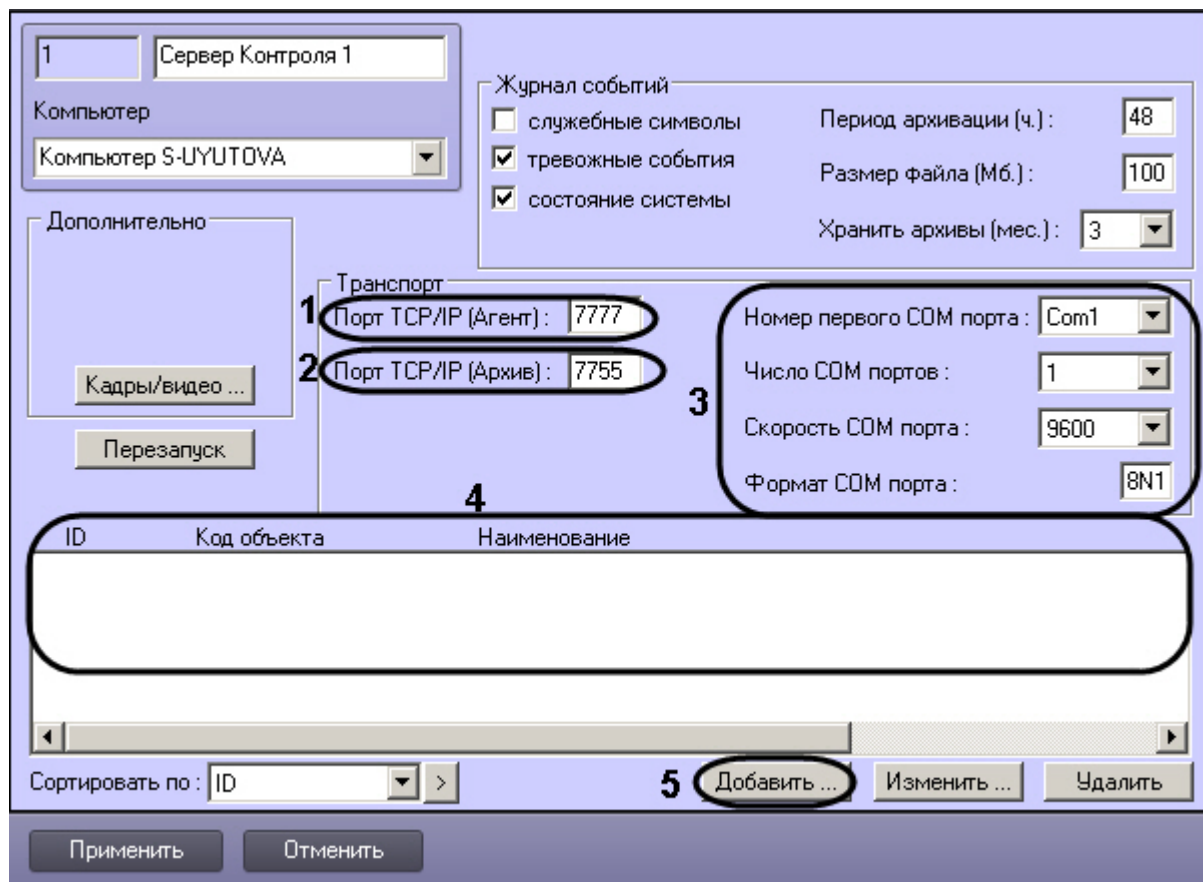 1
Сервер Контроля 1
Компьютер
Компьютер S-UYUTOVA
Журнал событий
служебные символы
тревожные события
состояние системы
Период архивации (ч.) : 48
Размер файла (Мб.) : 100
Хранить архивы (мес.) : 3
Дополнительно
Кадры/видео ...
Перезапуск
Транспорт
1 Порт TCP/IP (Агент) : 7777
2 Порт TCP/IP (Архив) : 7755
3
Номер первого COM порта : Com1
Число COM портов : 1
Скорость COM порта : 9600
Формат COM порта : 8N1
4
ID Код объекта Наименование
Сортировать по : ID >
5 Добавить ... Изменить ... Удалить
Применить Отменить